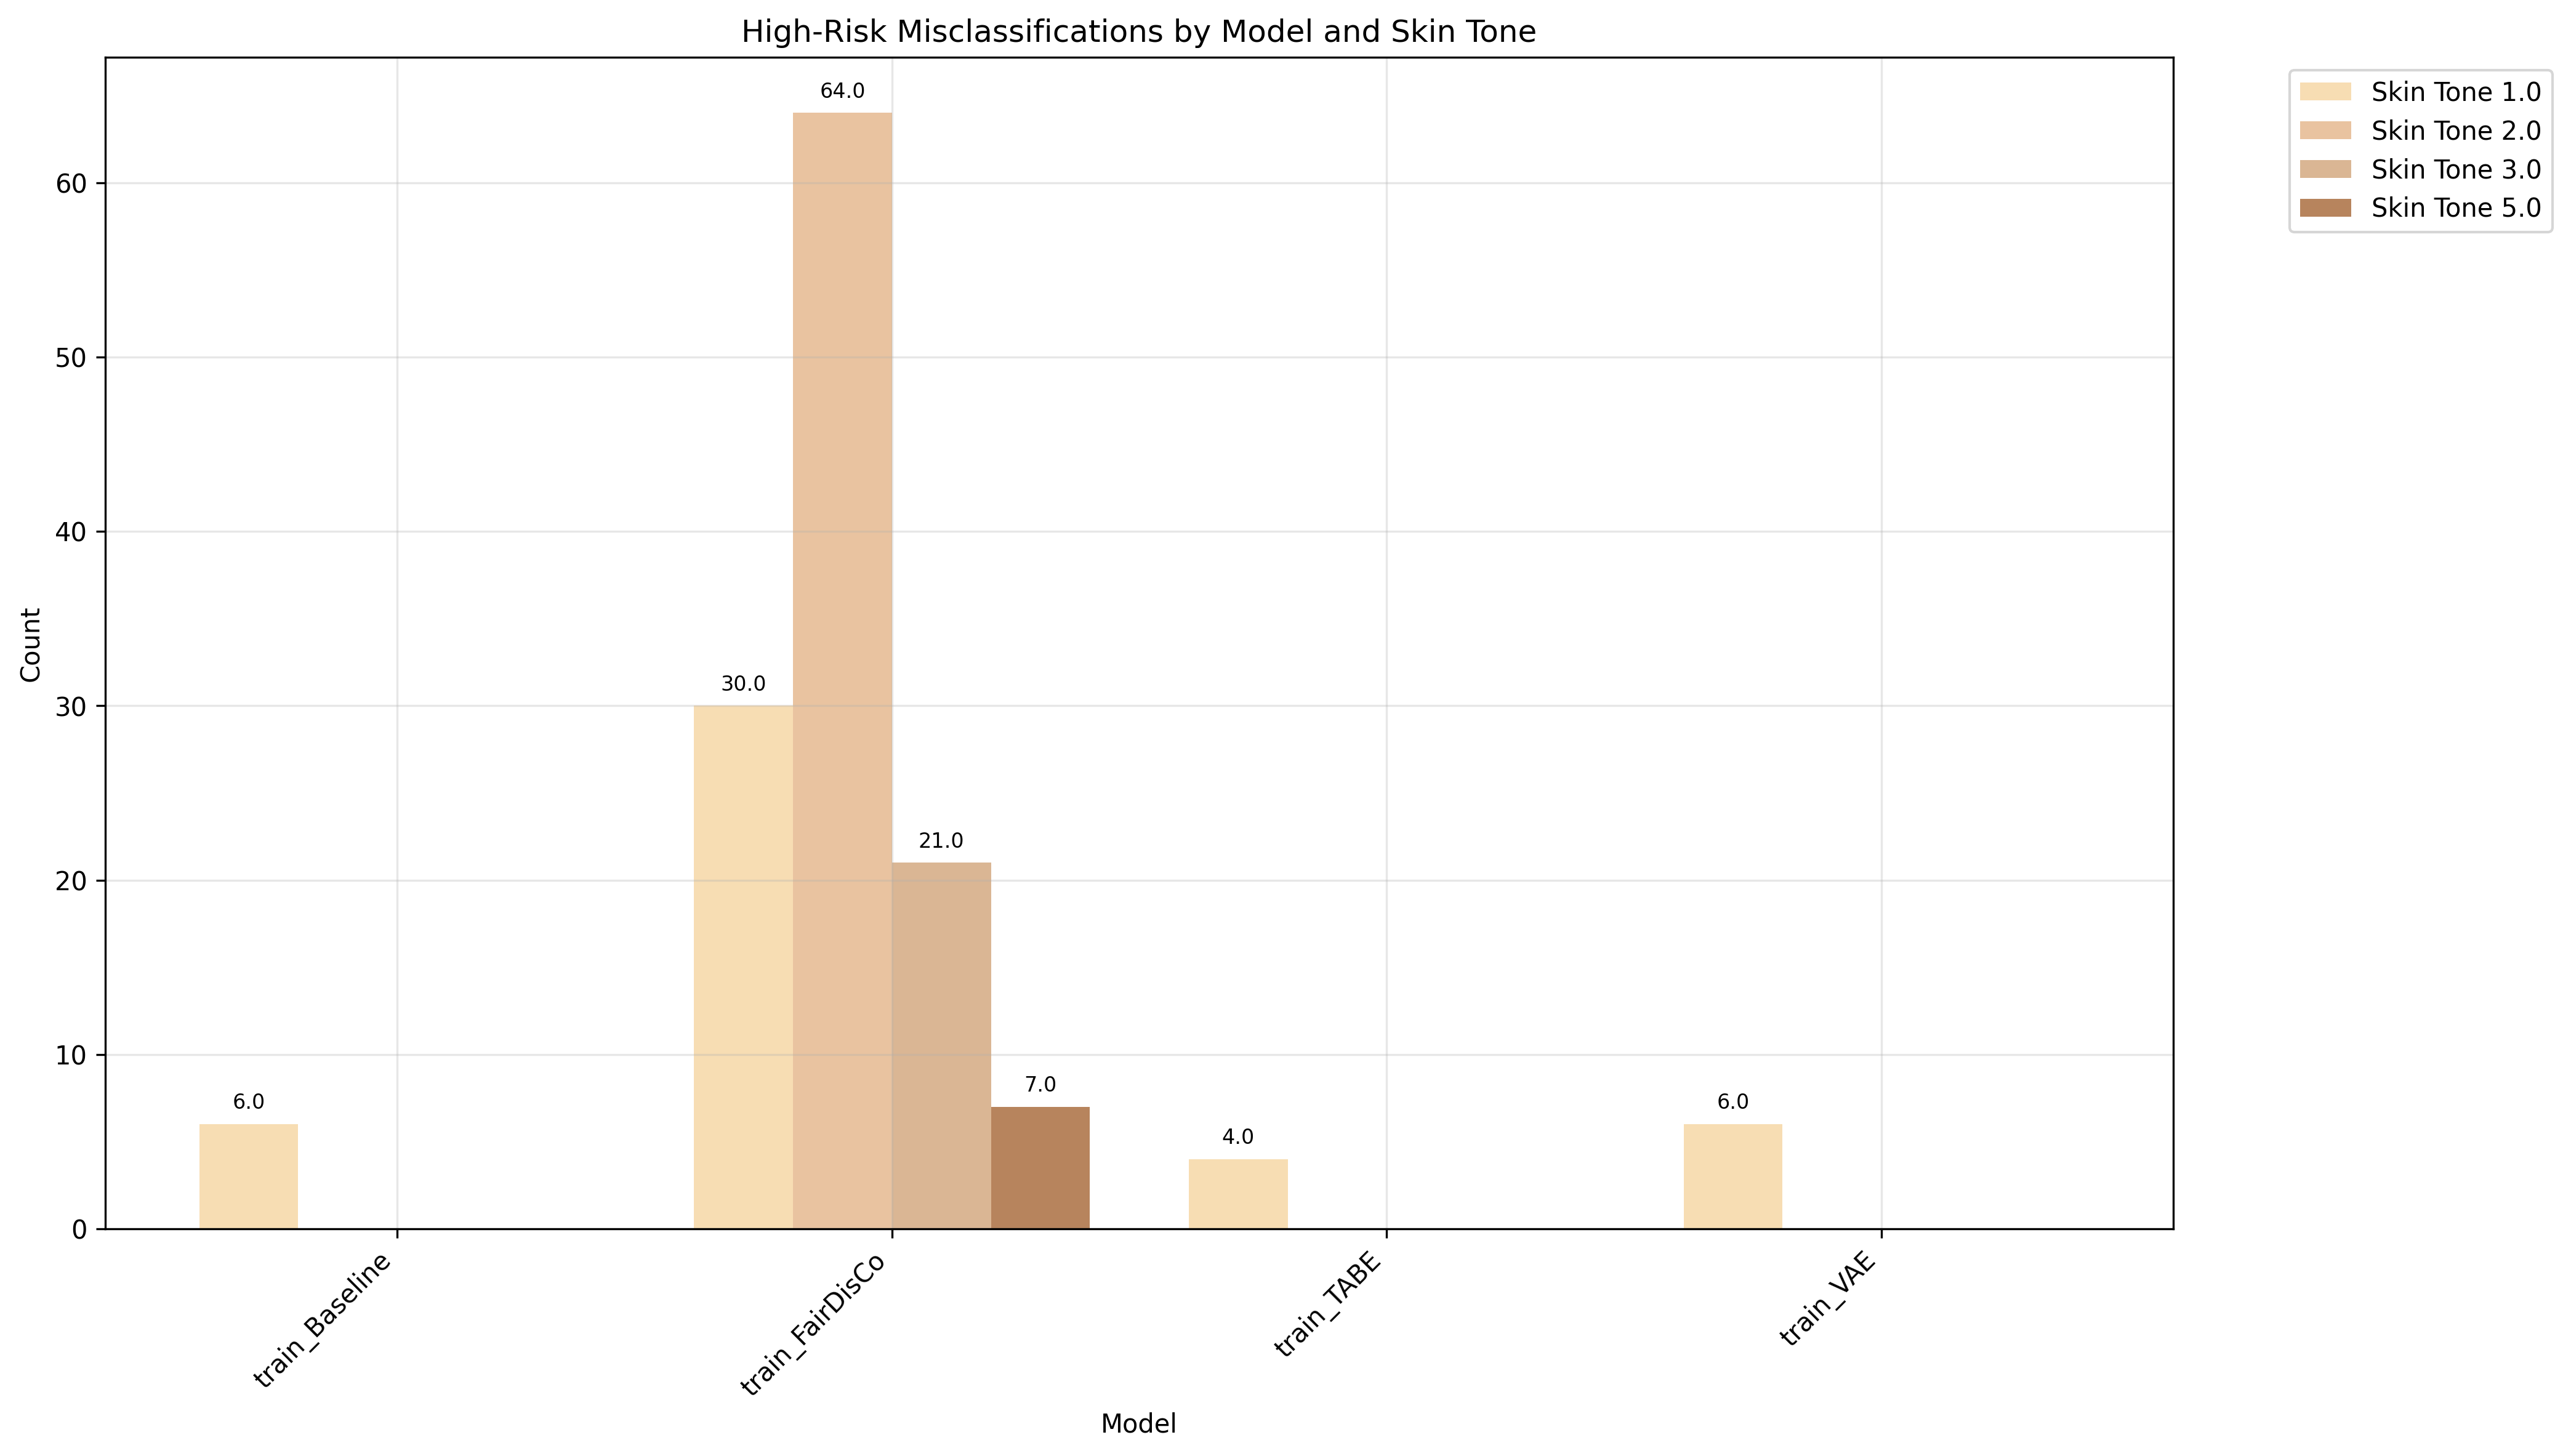 High-Risk Misclassifications by Model and Skin Tone
Skin Tone 1.0
Skin Tone 2.0
Skin Tone 3.0
Skin Tone 5.0
Count
60
50
40
30
20
10
0
6.0
30.0
64.0
21.0
7.0
4.0
6.0
train_Baseline
train_FairDisCo
train_TABE
train_VAE
Model